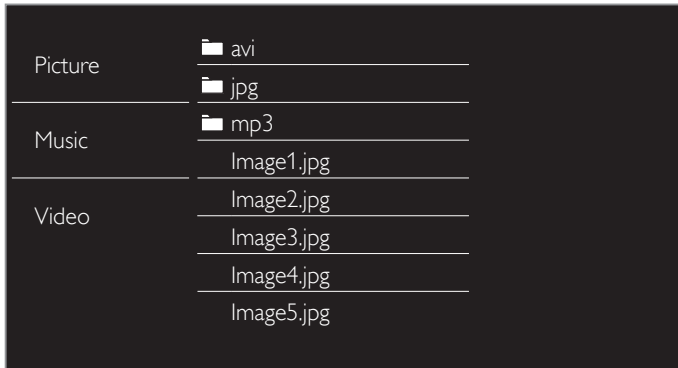 Picture
Music
Video
avi
jpg
mp3
Image1.jpg
Image2.jpg
Image3.jpg
Image4.jpg
Image5.jpg